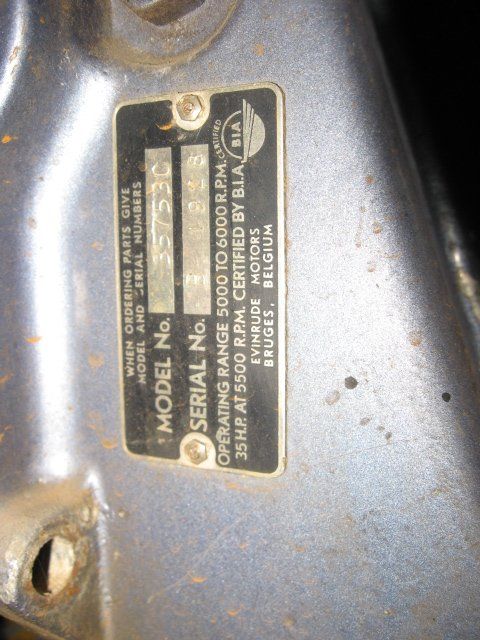 WHEN ORDERING PARTS GIVE
MODEL AND SERIAL NUMBERS
MODEL No. 35753C
SERIAL No.
OPERATING RANGE 5000 TO 6000 R.P.M.
35 H.P. AT 5500 R.P.M. CERTIFIED BY B.I.A.
EVINRUDE MOTORS
BRUGES, BELGIUM
CERTIFIED
BIA